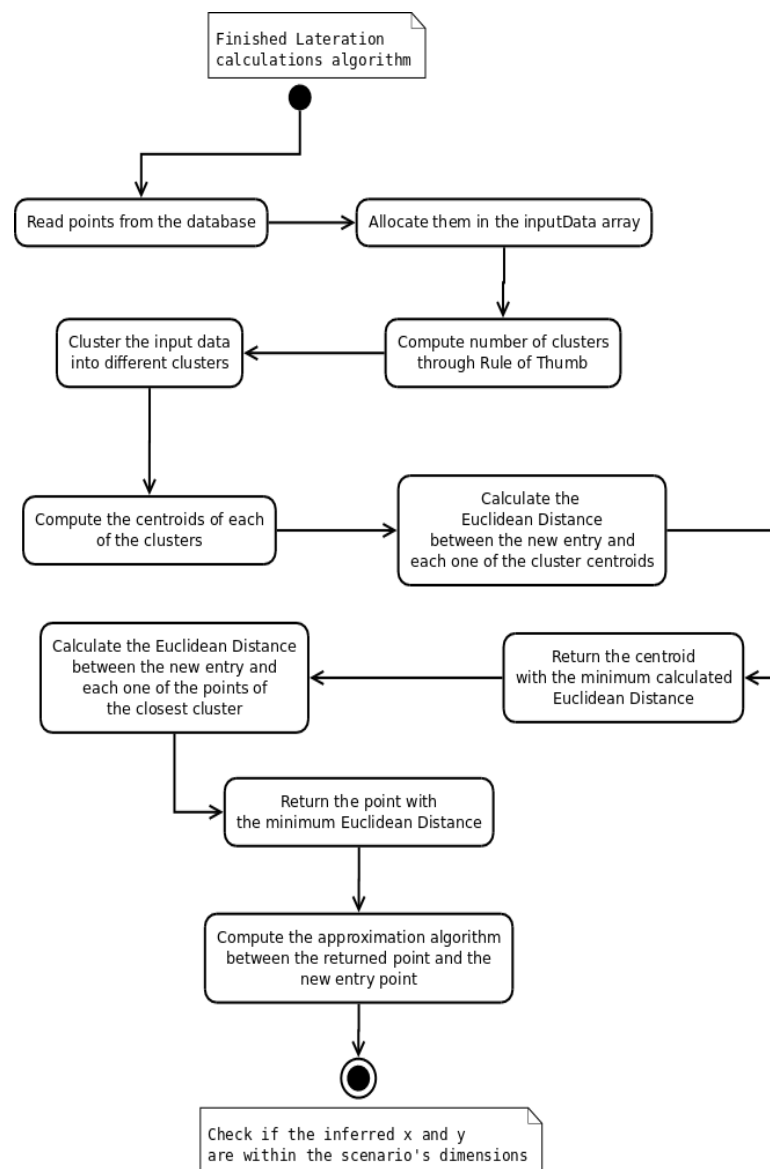 Finished Lateration
calculations algorithm
Read points from the database
Allocate them in the inputData array
Compute number of clusters
through Rule of Thumb
Cluster the input data
into different clusters
Compute the centroids of each
of the clusters
Calculate the
Euclidean Distance
between the new entry and
each one of the cluster centroids
Return the centroid
with the minimum calculated
Euclidean Distance
Calculate the Euclidean Distance
between the new entry and
each one of the points of
the closest cluster
Return the point with
the minimum Euclidean Distance
Compute the approximation algorithm
between the returned point and the
new entry point
Check if the inferred x and y
are within the scenario's dimensions